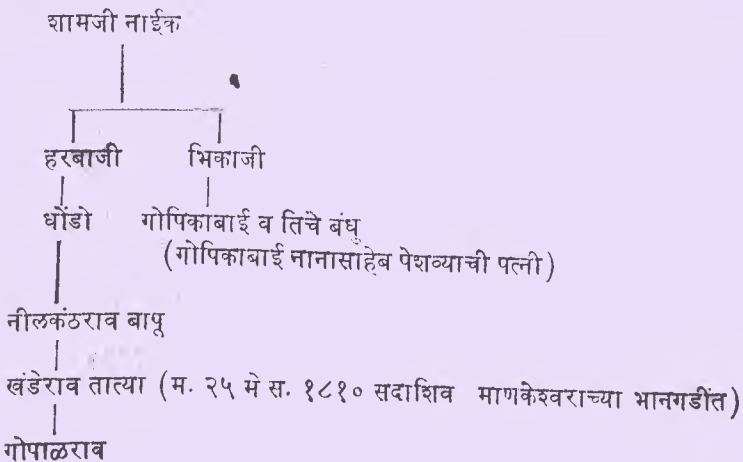 शामजी नाईक
हरबाजी भिकाजी
धोंडो गोपिकाबाई व तिचे बंधु
(गोपिकाबाई नानासाहेब पेशव्याची पत्नी)
नीलकंठराव बापू
खंडेराव तात्या (म. २५ मे स. १८१० सदाशिव माणकेश्वराच्या भानगडींत)
गोपाळराव